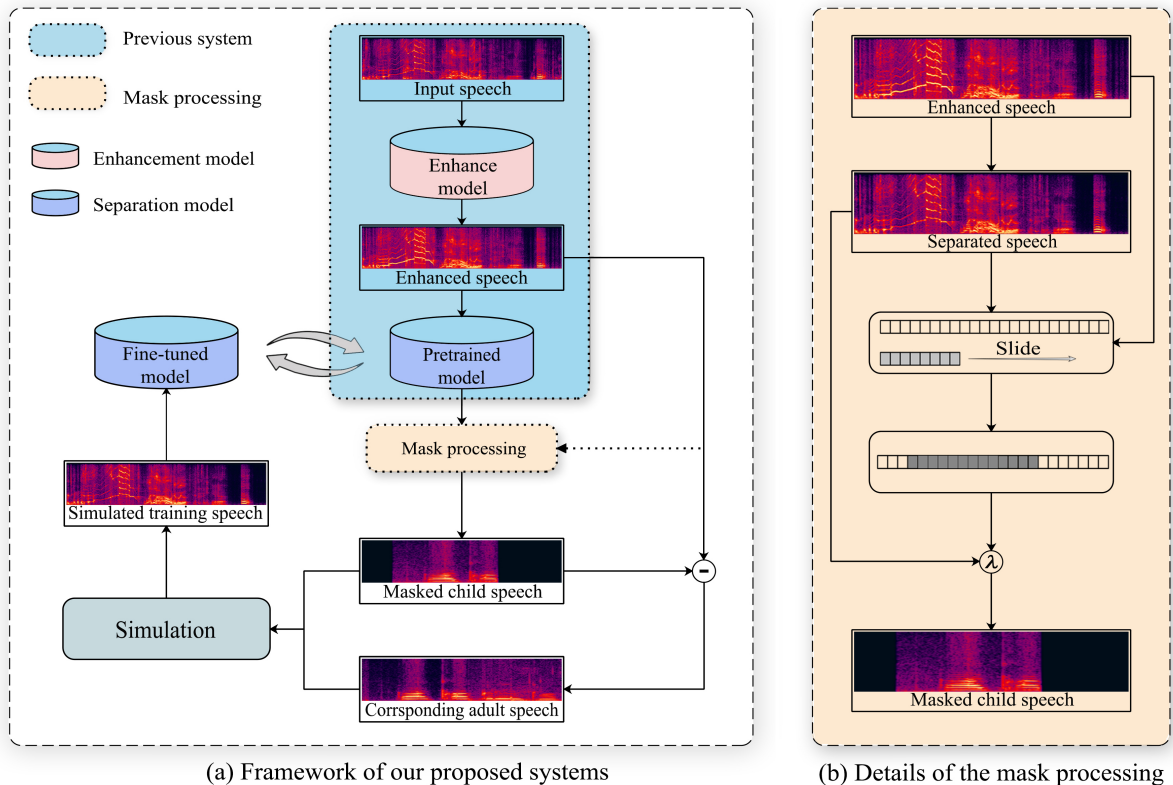 Previous system
Mask processing
Enhancement model
Separation model
Input speech
Enhance
model
Enhanced speech
Pretrained
model
Fine-tuned
model
Mask processing
Simulated training speech
Masked child speech
-
Simulation
Corrsponding adult speech
(a) Framework of our proposed systems
Enhanced speech
Separated speech
Slide
λ
Masked child speech
(b) Details of the mask processing